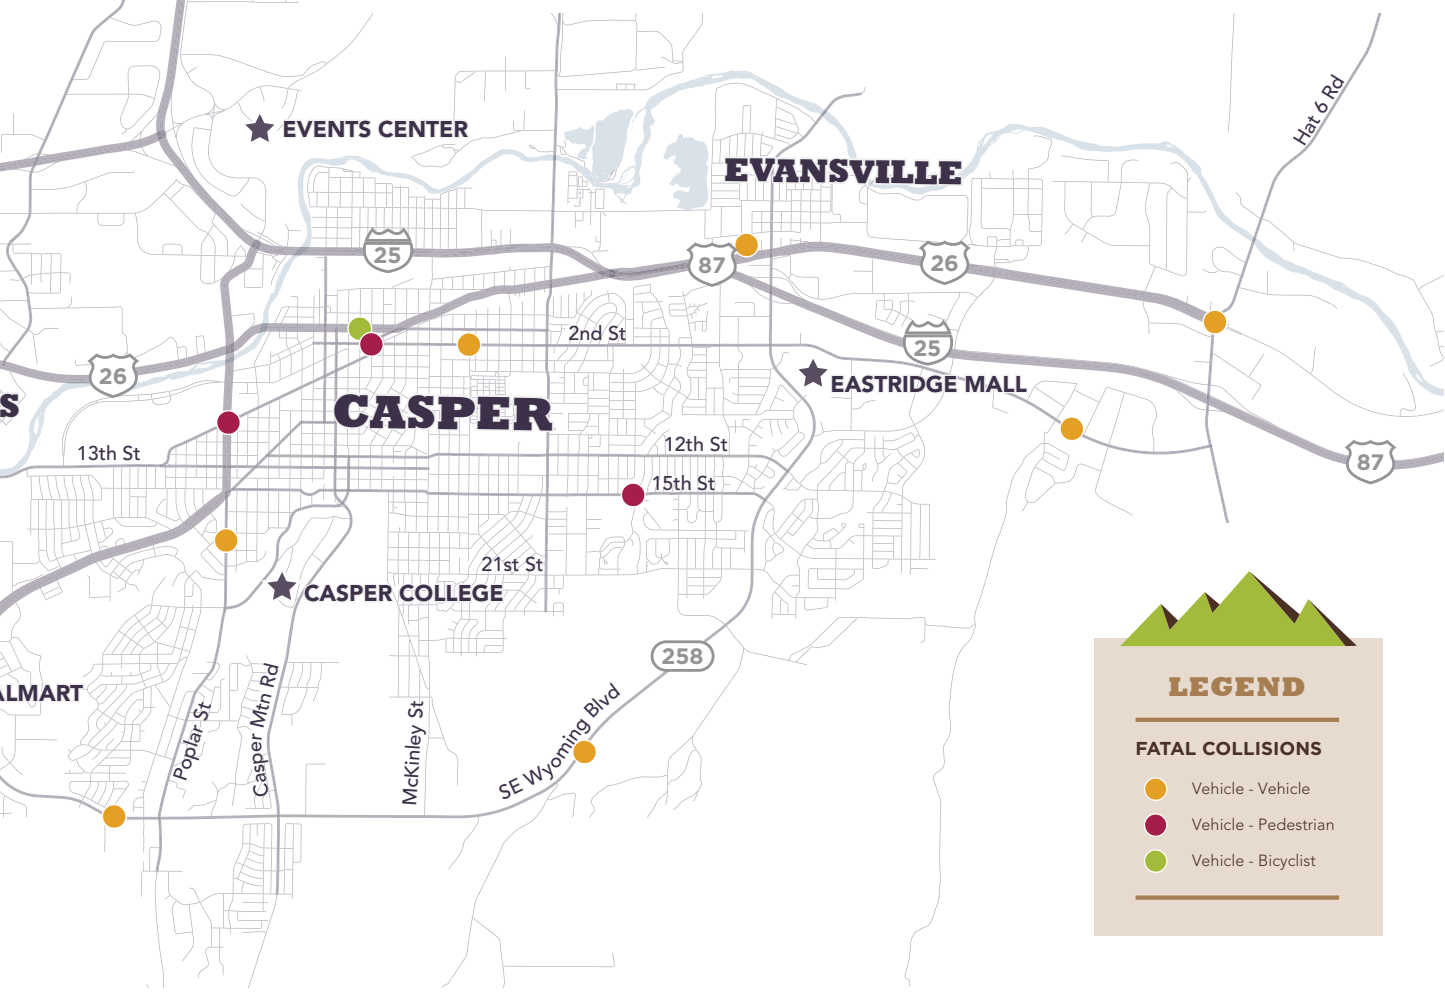 EVENTS CENTER
Hat 6 Rd
EVANSVILLE
25
87
26
2nd St
25
26
EASTRIDGE MALL
S
CASPER
13th St
12th St
87
15th St
21st St
CASPER COLLEGE
258
ALMART
Poplar St
Casper Mtn Rd
McKinley St
SE Wyoming Blvd
LEGEND
FATAL COLLISIONS
Vehicle - Vehicle
Vehicle - Pedestrian
Vehicle - Bicyclist